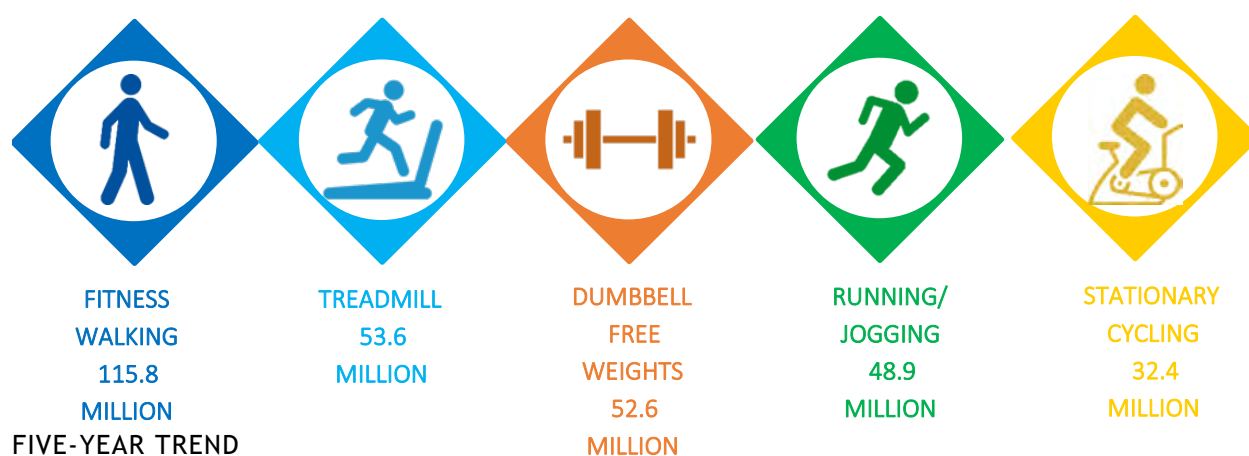 FITNESS
WALKING
115.8
MILLION
TREADMILL
53.6
MILLION
DUMBBELL
FREE
WEIGHTS
52.6
MILLION
RUNNING/
JOGGING
48.9
MILLION
STATIONARY
CYCLING
32.4
MILLION
FIVE-YEAR TREND